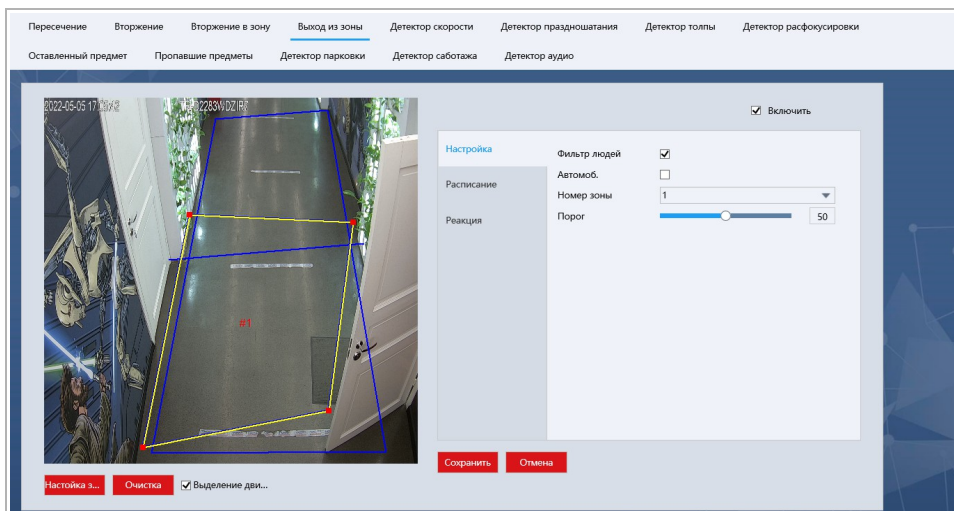 Пересечение Вторжение Вторжение в зону Выход из зоны Детектор скорости Детектор праздношатания Детектор толпы Детектор расфокусировки
Оставленный предмет Пропавшие предметы Детектор парковки Детектор саботажа Детектор аудио
2022-05-05
Включить
Настройка
Фильтр людей
Автомоб.
Расписание
Номер зоны 1
Реакция
Порог 50
#1
Сохранить Отмена
Настойка з... Очистка Выделение дви...